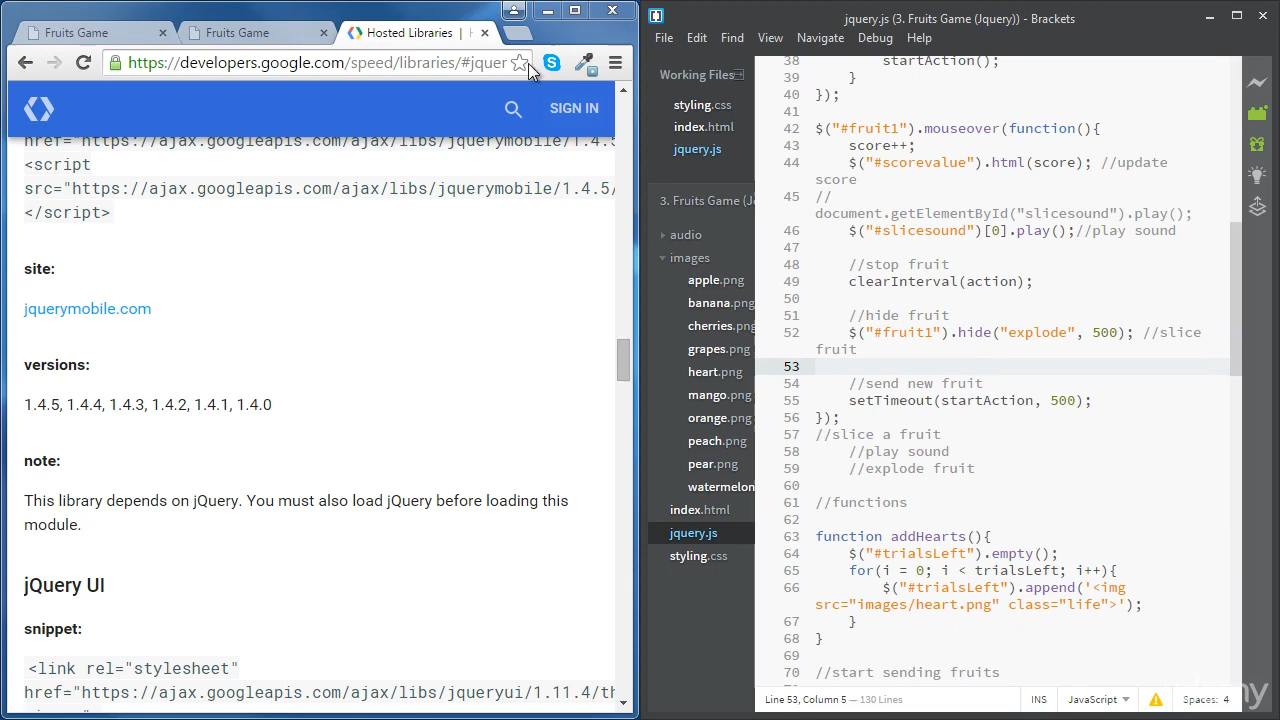 Fruits Game
Fruits Game
Hosted Libraries
https://developers.google.com/speed/libraries/#jquer
SIGN IN
href="https://ajax.googleapis.com/ajax/libs/jquerymobile/1.4.5
<script
src="https://ajax.googleapis.com/ajax/libs/jquerymobile/1.4.5/
</script>
site:
jquerymobile.com
versions:
1.4.5, 1.4.4, 1.4.3, 1.4.2, 1.4.1, 1.4.0
note:
This library depends on jQuery. You must also load jQuery before loading this
module.
jQuery UI
snippet:
<link rel="stylesheet"
href="https://ajax.googleapis.com/ajax/libs/jqueryui/1.11.4/th
jquery.js (3. Fruits Game (Jquery)) - Brackets
File Edit Find View Navigate Debug Help
Working Files
styling.css
index.html
jquery.js
3. Fruits Game (J
audio
images
apple.png
banana.png
cherries.png
grapes.png
heart.png
mango.png
orange.png
peach.png
pear.png
watermelon
index.html
jquery.js
styling.css
38 startAction();
39 }
40 });
41
42 $("#fruit1").mouseover(function(){
43 score++;
44 $("#scorevalue").html(score); //update
score
45 //
document.getElementById("slicesound").play();
46 $("#slicesound")[0].play();//play sound
47
48 //stop fruit
49 clearInterval(action);
50
51 //hide fruit
52 $("#fruit1").hide("explode", 500); //slice
fruit
53
54 //send new fruit
55 setTimeout(startAction, 500);
56 });
57 //slice a fruit
58 //play sound
59 //explode fruit
60
61 //functions
62
63 function addHearts(){
64 $("#trialsLeft").empty();
65 for(i = 0; i < trialsLeft; i++){
66 $("#trialsLeft").append('<img
src="images/heart.png" class="life">');
67 }
68 }
69
70 //start sending fruits
Line 53, Column 5 — 130 Lines
INS
JavaScript
Spaces: 4